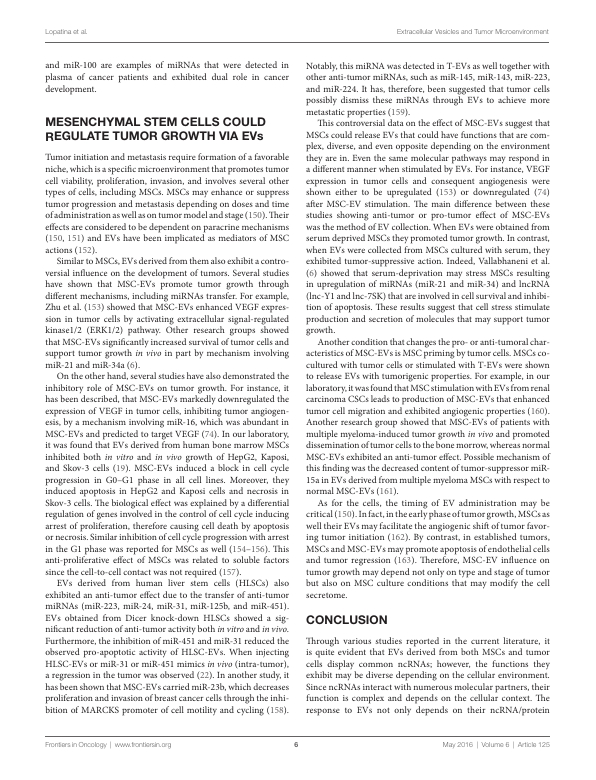 Lopatina et al.
Extracellular Vesicles and Tumor Microenvironment
and miR-100 are examples of miRNAs that were detected in
plasma of cancer patients and exhibited dual role in cancer
development.
MESENCHYMAL STEM CELLS COULD
REGULATE TUMOR GROWTH VIA EVs
Tumor initiation and metastasis require formation of a favorable
niche, which is a specific microenvironment that promotes tumor
cell viability, proliferation, invasion, and involves several other
types of cells, including MSCs. MSCs may enhance or suppress
tumor progression and metastasis depending on doses and time
of administration as well as on tumor model and stage (150). Their
effects are considered to be dependent on paracrine mechanisms
(150, 151) and EVs have been implicated as mediators of MSC
actions (152).
Similar to MSCs, EVs derived from them also exhibit a contro-
versial influence on the development of tumors. Several studies
have shown that MSC-EVs promote tumor growth through
different mechanisms, including miRNAs transfer. For example,
Zhu et al. (153) showed that MSC-EVs enhanced VEGF expres-
sion in tumor cells by activating extracellular signal-regulated
kinase1/2 (ERK1/2) pathway. Other research groups showed
that MSC-EVs significantly increased survival of tumor cells and
support tumor growth in vivo in part by mechanism involving
miR-21 and miR-34a (6).
On the other hand, several studies have also demonstrated the
inhibitory role of MSC-EVs on tumor growth. For instance, it
has been described, that MSC-EVs markedly downregulated the
expression of VEGF in tumor cells, inhibiting tumor angiogen-
esis, by a mechanism involving miR-16, which was abundant in
MSC-EVs and predicted to target VEGF (74). In our laboratory,
it was found that EVs derived from human bone marrow MSCs
inhibited both in vitro and in vivo growth of HepG2, Kaposi,
and Skov-3 cells (19). MSC-EVs induced a block in cell cycle
progression in G0–G1 phase in all cell lines. Moreover, they
induced apoptosis in HepG2 and Kaposi cells and necrosis in
Skov-3 cells. The biological effect was explained by a differential
regulation of genes involved in the control of cell cycle inducing
arrest of proliferation, therefore causing cell death by apoptosis
or necrosis. Similar inhibition of cell cycle progression with arrest
in the G1 phase was reported for MSCs as well (154–156). This
anti-proliferative effect of MSCs was related to soluble factors
since the cell-to-cell contact was not required (157).
EVs derived from human liver stem cells (HLSCs) also
exhibited an anti-tumor effect due to the transfer of anti-tumor
miRNAs (miR-223, miR-24, miR-31, miR-125b, and miR-451).
EVs obtained from Dicer knock-down HLSCs showed a sig-
nificant reduction of anti-tumor activity both in vitro and in vivo.
Furthermore, the inhibition of miR-451 and miR-31 reduced the
observed pro-apoptotic activity of HLSC-EVs. When injecting
HLSC-EVs or miR-31 or miR-451 mimics in vivo (intra-tumor),
a regression in the tumor was observed (22). In another study, it
has been shown that MSC-EVs carried miR-23b, which decreases
proliferation and invasion of breast cancer cells through the inhi-
bition of MARCKS promoter of cell motility and cycling (158).
Notably, this miRNA was detected in T-EVs as well together with
other anti-tumor miRNAs, such as miR-145, miR-143, miR-223,
and miR-224. It has, therefore, been suggested that tumor cells
possibly dismiss these miRNAs through EVs to achieve more
metastatic properties (159).
This controversial data on the effect of MSC-EVs suggest that
MSCs could release EVs that could have functions that are com-
plex, diverse, and even opposite depending on the environment
they are in. Even the same molecular pathways may respond in
a different manner when stimulated by EVs. For instance, VEGF
expression in tumor cells and consequent angiogenesis were
shown either to be upregulated (153) or downregulated (74)
after MSC-EV stimulation. The main difference between these
studies showing anti-tumor or pro-tumor effect of MSC-EVs
was the method of EV collection. When EVs were obtained from
serum deprived MSCs they promoted tumor growth. In contrast,
when EVs were collected from MSCs cultured with serum, they
exhibited tumor-suppressive action. Indeed, Vallabhaneni et al.
(6) showed that serum-deprivation may stress MSCs resulting
in upregulation of miRNAs (miR-21 and miR-34) and lncRNA
(lnc-Y1 and lnc-7SK) that are involved in cell survival and inhibi-
tion of apoptosis. These results suggest that cell stress stimulate
production and secretion of molecules that may support tumor
growth.
Another condition that changes the pro- or anti-tumoral char-
acteristics of MSC-EVs is MSC priming by tumor cells. MSCs co-
cultured with tumor cells or stimulated with T-EVs were shown
to release EVs with tumorigenic properties. For example, in our
laboratory, it was found that MSC stimulation with EVs from renal
carcinoma CSCs leads to production of MSC-EVs that enhanced
tumor cell migration and exhibited angiogenic properties (160).
Another research group showed that MSC-EVs of patients with
multiple myeloma-induced tumor growth in vivo and promoted
dissemination of tumor cells to the bone morrow, whereas normal
MSC-EVs exhibited an anti-tumor effect. Possible mechanism of
this finding was the decreased content of tumor-suppressor miR-
15a in EVs derived from multiple myeloma MSCs with respect to
normal MSC-EVs (161).
As for the cells, the timing of EV administration may be
critical (150). In fact, in the early phase of tumor growth, MSCs as
well their EVs may facilitate the angiogenic shift of tumor favor-
ing tumor initiation (162). By contrast, in established tumors,
MSCs and MSC-EVs may promote apoptosis of endothelial cells
and tumor regression (163). Therefore, MSC-EV influence on
tumor growth may depend not only on type and stage of tumor
but also on MSC culture conditions that may modify the cell
secretome.
CONCLUSION
Through various studies reported in the current literature, it
is quite evident that EVs derived from both MSCs and tumor
cells display common ncRNAs; however, the functions they
exhibit may be diverse depending on the cellular environment.
Since ncRNAs interact with numerous molecular partners, their
function is complex and depends on the cellular context. The
response to EVs not only depends on their ncRNA/protein
Frontiers in Oncology | www.frontiersin.org
6
May 2016 | Volume 6 | Article 125